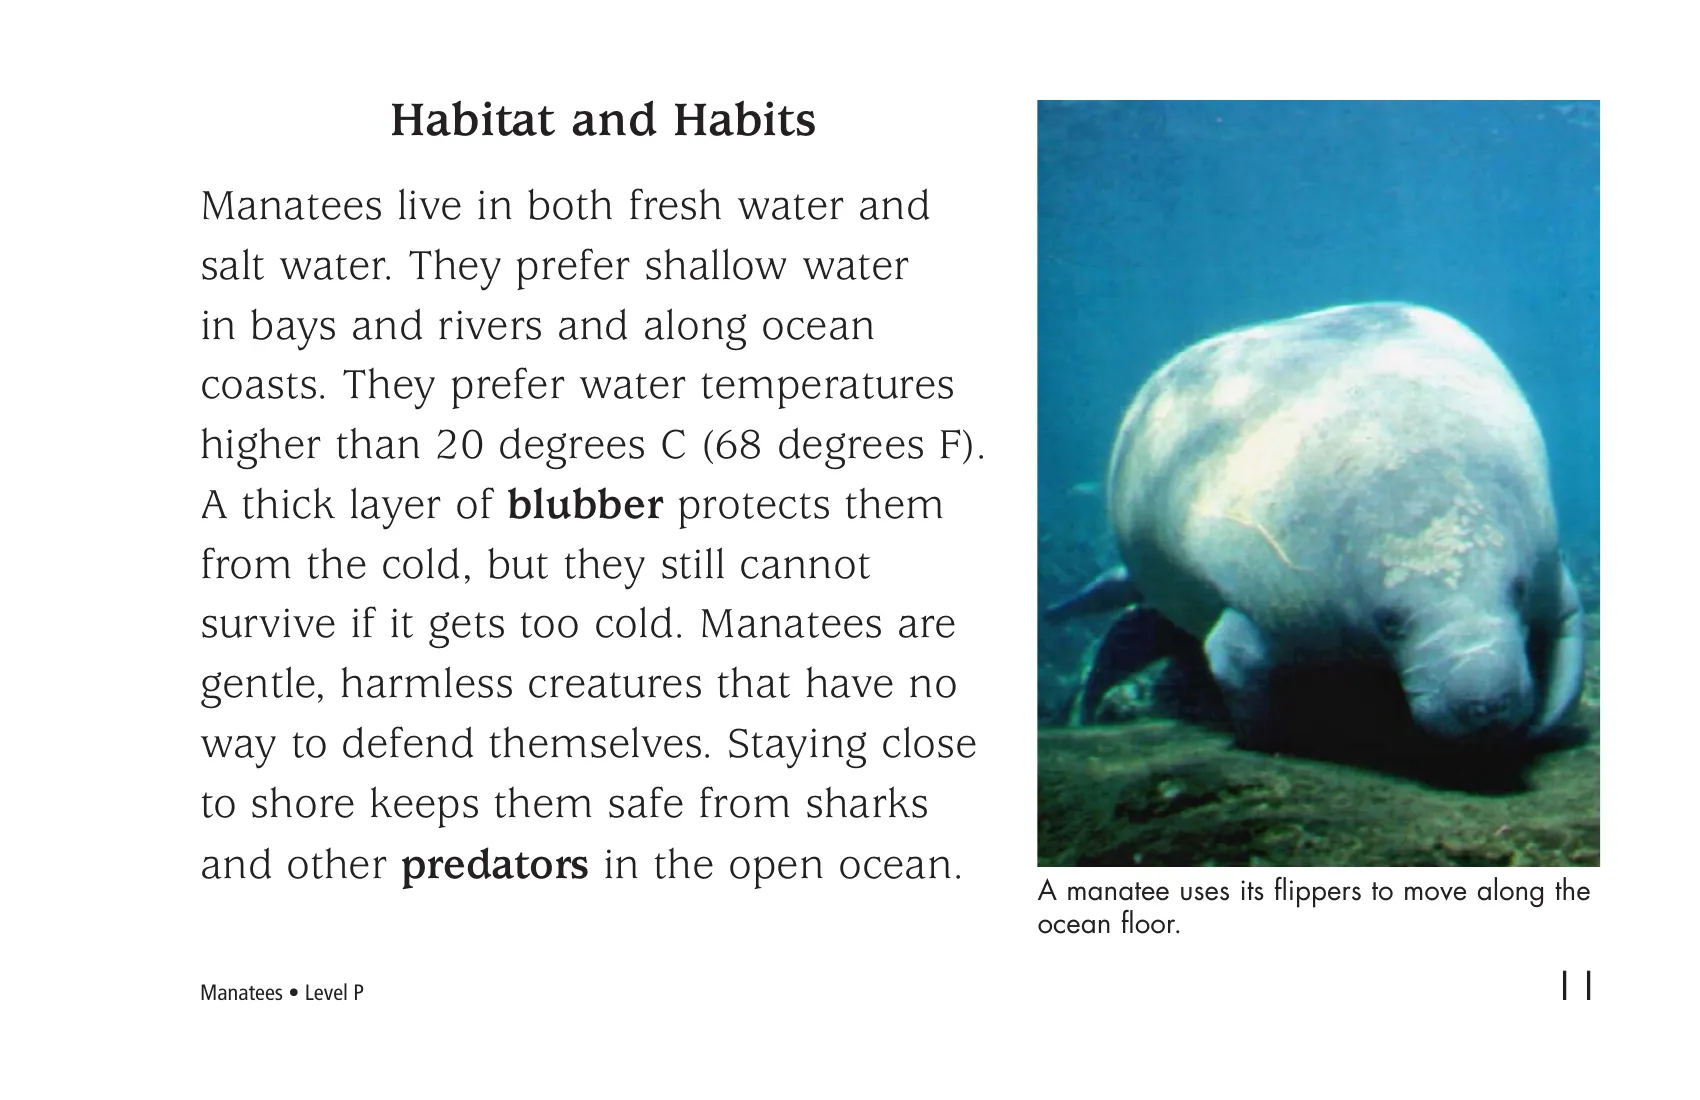 Habitat and Habits
Manatees live in both fresh water and
salt water. They prefer shallow water
in bays and rivers and along ocean
coasts. They prefer water temperatures
higher than 20 degrees C (68 degrees F).
A thick layer of blubber protects them
from the cold, but they still cannot
survive if it gets too cold. Manatees are
gentle, harmless creatures that have no
way to defend themselves. Staying close
to shore keeps them safe from sharks
and other predators in the open ocean.
A manatee uses its flippers to move along the
ocean floor.
Manatees • Level P
11